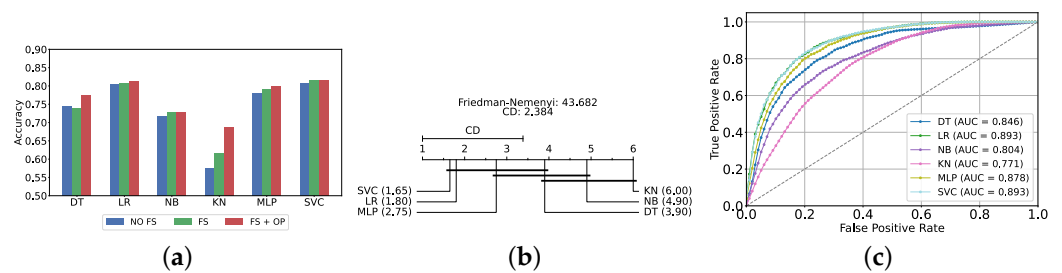 0.90
0.85
0.80
0.75
0.70
0.65
0.60
0.55
0.50
Accuracy
DT LR NB KN MLP SVC
NO FS FS FS + OP
(a)
Friedman-Nemenyi: 43.682
CD: 2.384
CD
1 2 3 4 5 6
SVC (1.65) KN (6.00)
LR (1.80) NB (4.90)
MLP (2.75) DT (3.90)
(b)
1.0
0.8
0.6
0.4
0.2
0.0
True Positive Rate
DT (AUC = 0.846)
LR (AUC = 0.893)
NB (AUC = 0.804)
KN (AUC = 0.771)
MLP (AUC = 0.878)
SVC (AUC = 0.893)
0.0 0.2 0.4 0.6 0.8 1.0
False Positive Rate
(c)